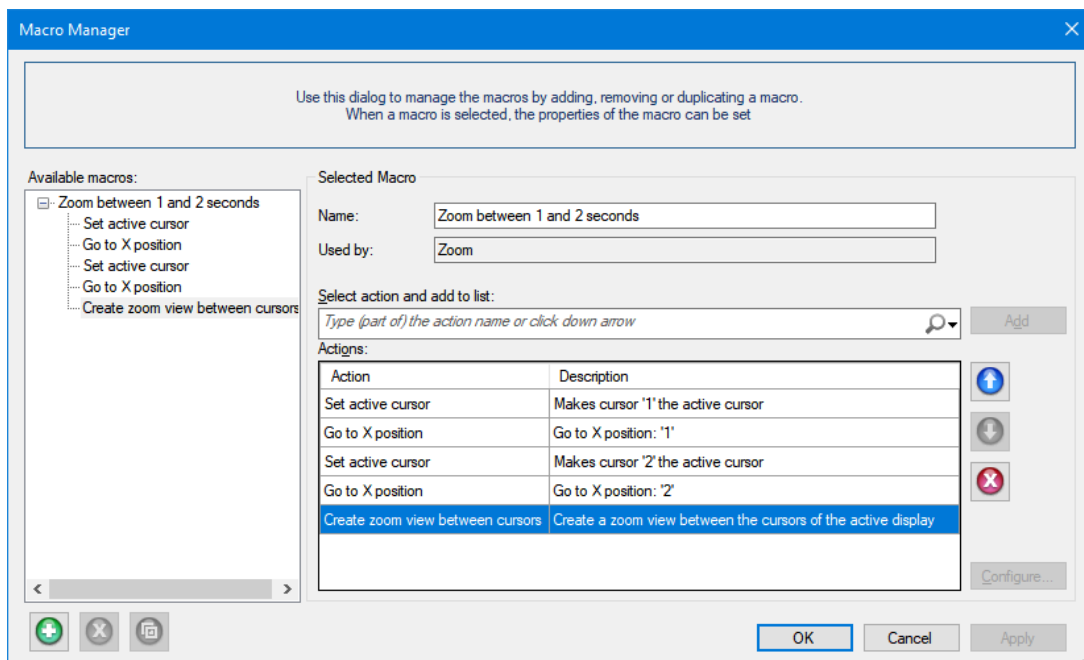 Macro Manager
Use this dialog to manage the macros by adding, removing or duplicating a macro.
When a macro is selected, the properties of the macro can be set
Available macros:
Zoom between 1 and 2 seconds
Set active cursor
Go to X position
Set active cursor
Go to X position
Create zoom view between cursors
Selected Macro
Name: Zoom between 1 and 2 seconds
Used by: Zoom
Select action and add to list:
Type (part of) the action name or click down arrow Add
Actions:
Action Description
Set active cursor Makes cursor '1' the active cursor
Go to X position Go to X position: '1'
Set active cursor Makes cursor '2' the active cursor
Go to X position Go to X position: '2'
Create zoom view between cursors Create a zoom view between the cursors of the active display
Configure...
OK Cancel Apply